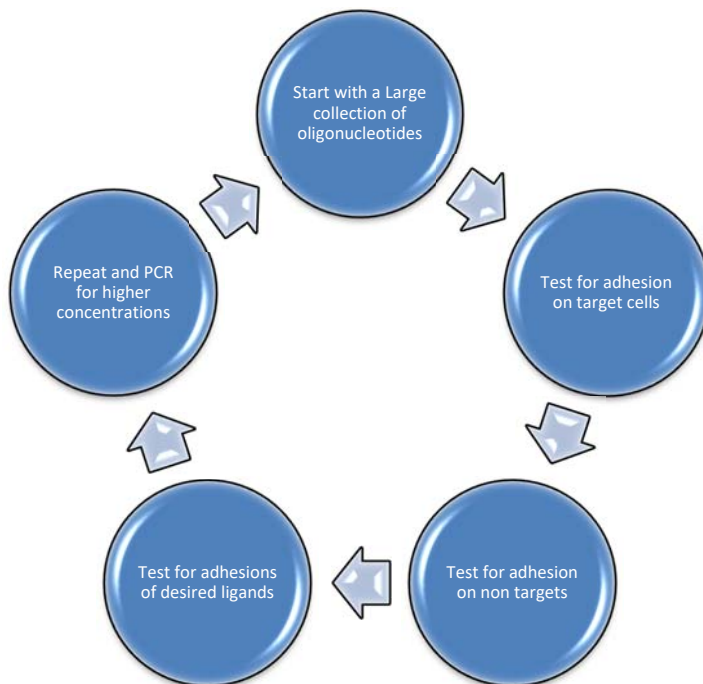 Start with a Large
collection of
oligonucleotides
Test for adhesion
on target cells
Test for adhesion
on non targets
Test for adhesions
of desired ligands
Repeat and PCR
for higher
concentrations